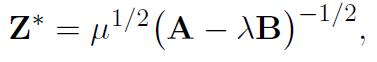 Z* = μ^{1/2}(A − λB)^{−1/2},